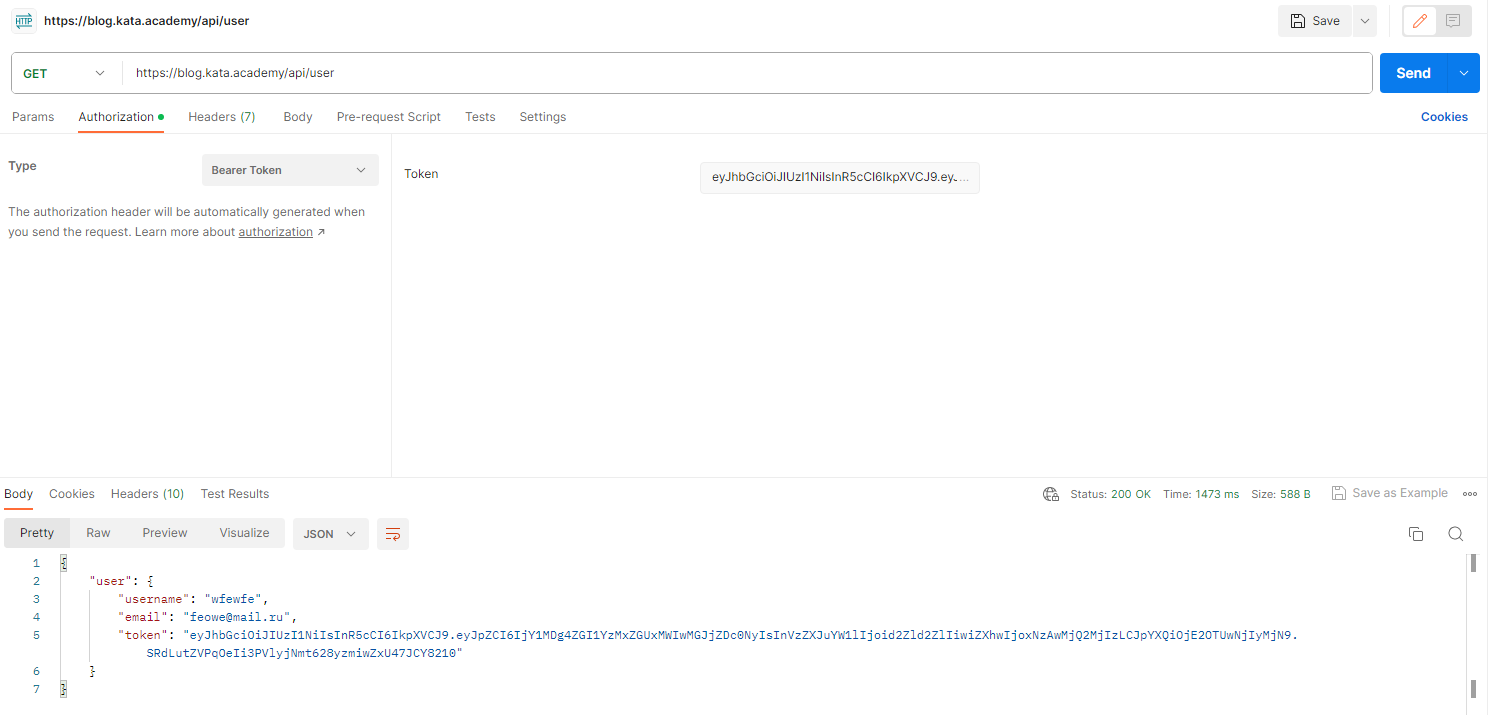 HTTP https://blog.kata.academy/api/user
Save
GET https://blog.kata.academy/api/user
Send
Params Authorization Headers (7) Body Pre-request Script Tests Settings Cookies
Type Bearer Token
The authorization header will be automatically generated when
you send the request. Learn more about authorization ↗
Token eyJhbGciOiJIUzI1NiIsInR5cCI6IkpXVCJ9.eyJ...
Body Cookies Headers (10) Test Results Status: 200 OK Time: 1473 ms Size: 588 B Save as Example
Pretty Raw Preview Visualize JSON
1 {
2 "user": {
3 "username": "wfewfe",
4 "email": "feowe@mail.ru",
5 "token": "eyJhbGciOiJIUzI1NiIsInR5cCI6IkpXVCJ9.eyJpZCI6IjY1MDg4ZGI1YzMxZGUxMWIwMGJjZDc0NyIsInVzZXJuYW1lIjoid2Zld2ZlIiwiZXhwIjoxNzAwMjQ2MjIzLCJpYXQiOjE2OTUwNjIyMjN9.
SRdLutZVPqOeIi3PVlyjNmt628yzmiwZxU47JCY8210"
6 }
7 }